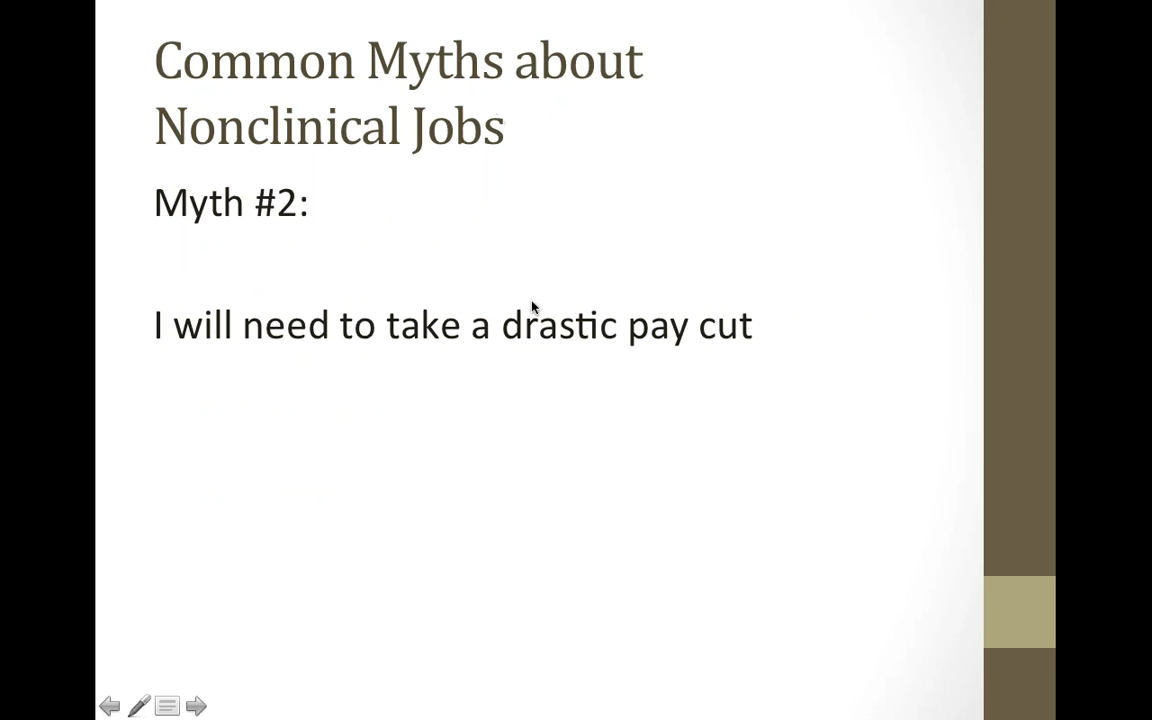 Common Myths about
Nonclinical Jobs
Myth #2:
I will need to take a drastic pay cut